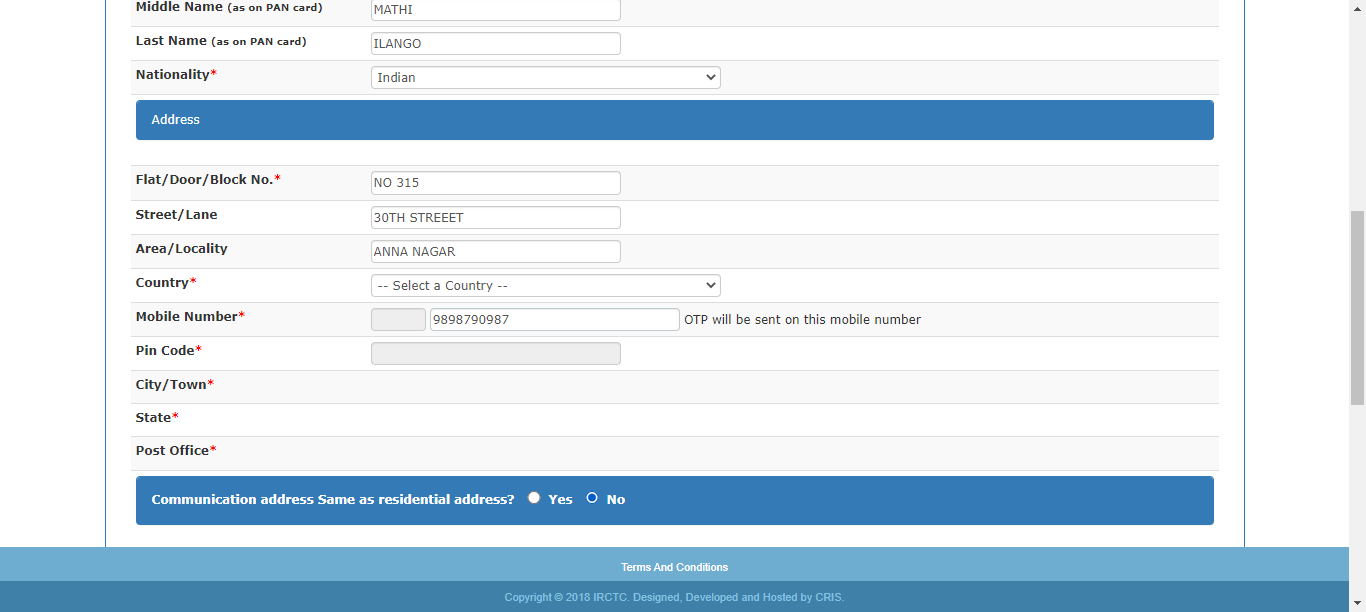 Middle Name (as on PAN card) MATHI
Last Name (as on PAN card) ILANGO
Nationality* Indian
Address
Flat/Door/Block No.* NO 315
Street/Lane 30TH STREEET
Area/Locality ANNA NAGAR
Country* -- Select a Country --
Mobile Number* 9898790987 OTP will be sent on this mobile number
Pin Code*
City/Town*
State*
Post Office*
Communication address Same as residential address? Yes No
Terms And Conditions
Copyright © 2018 IRCTC. Designed, Developed and Hosted by CRIS.